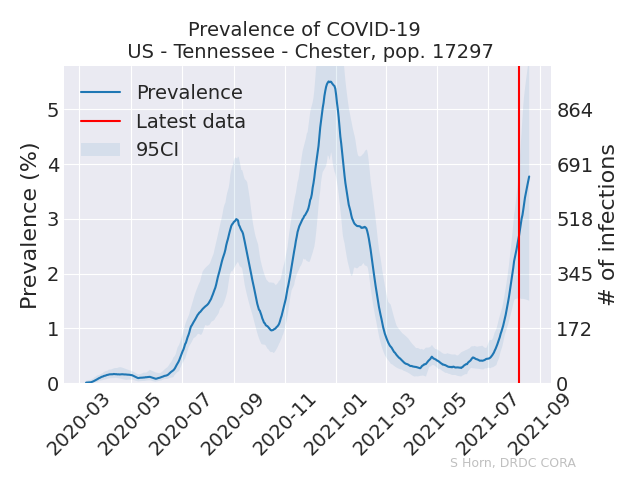 Prevalence of COVID-19
US - Tennessee - Chester, pop. 17297
Prevalence
Latest data
95CI
Prevalence (%)
5
4
3
2
1
0
# of infections
864
691
518
345
172
0
2020-03
2020-05
2020-07
2020-09
2020-11
2021-01
2021-03
2021-05
2021-07
2021-09
S Horn, DRDC CORA